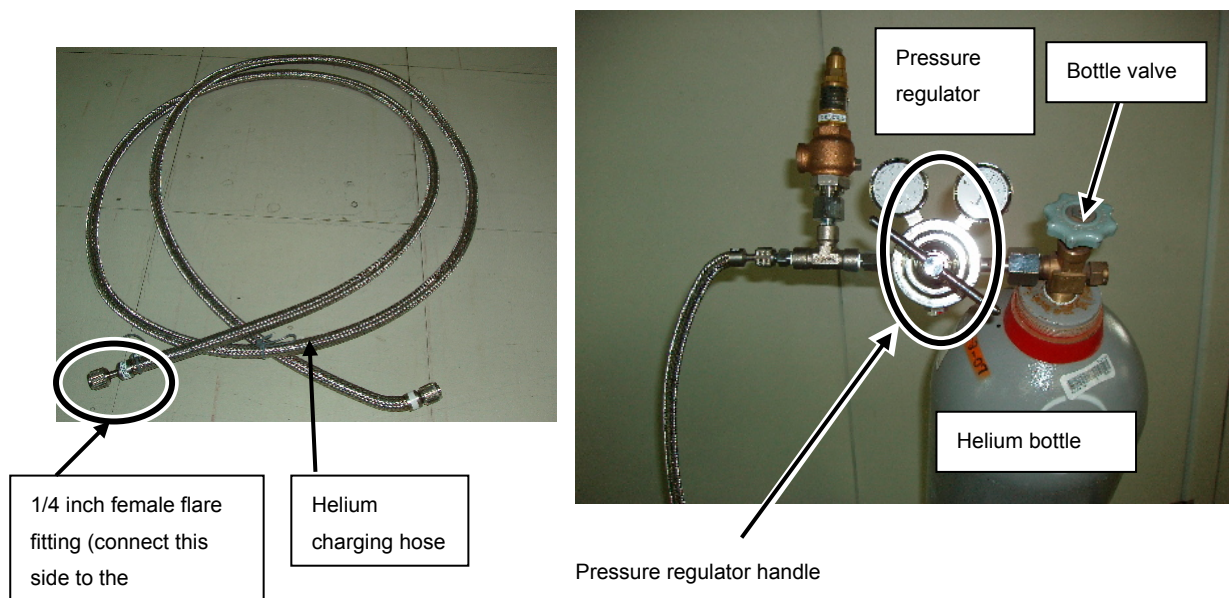 Pressure
regulator
Bottle valve
Helium bottle
1/4 inch female flare
fitting (connect this
side to the
Helium
charging hose
Pressure regulator handle